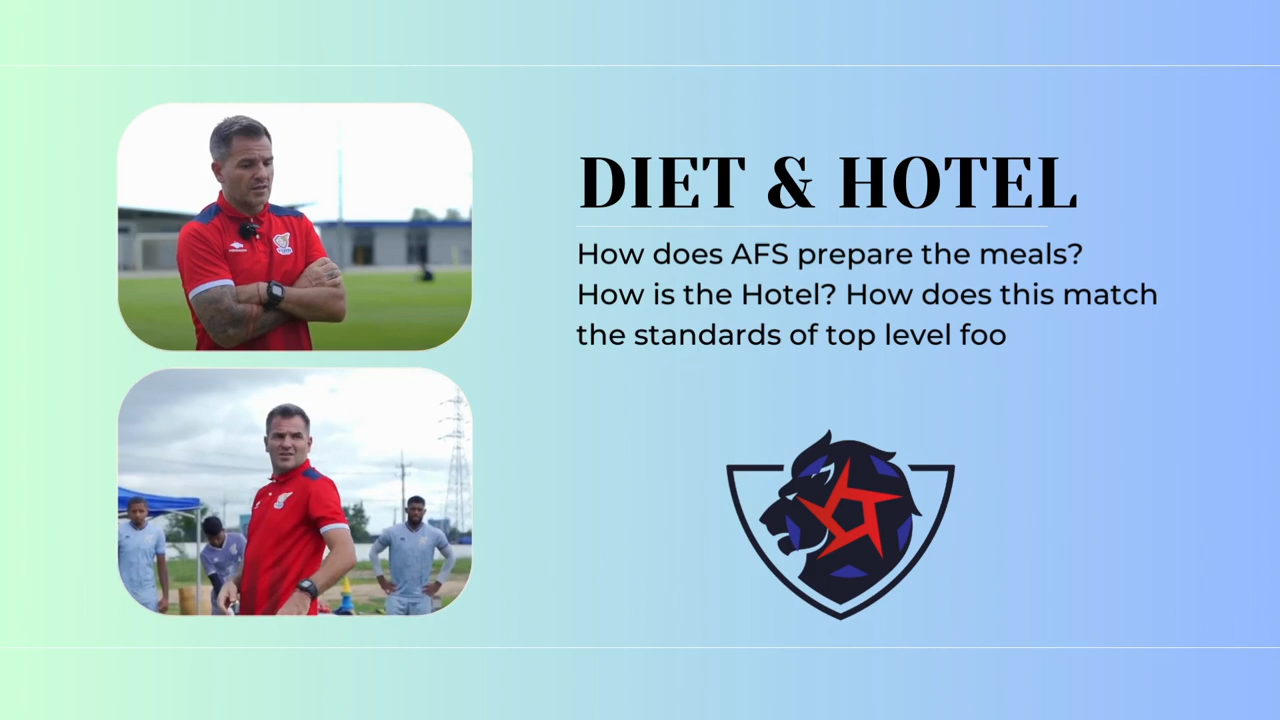 DIET & HOTEL
How does AFS prepare the meals?
How is the Hotel? How does this match
the standards of top level foo